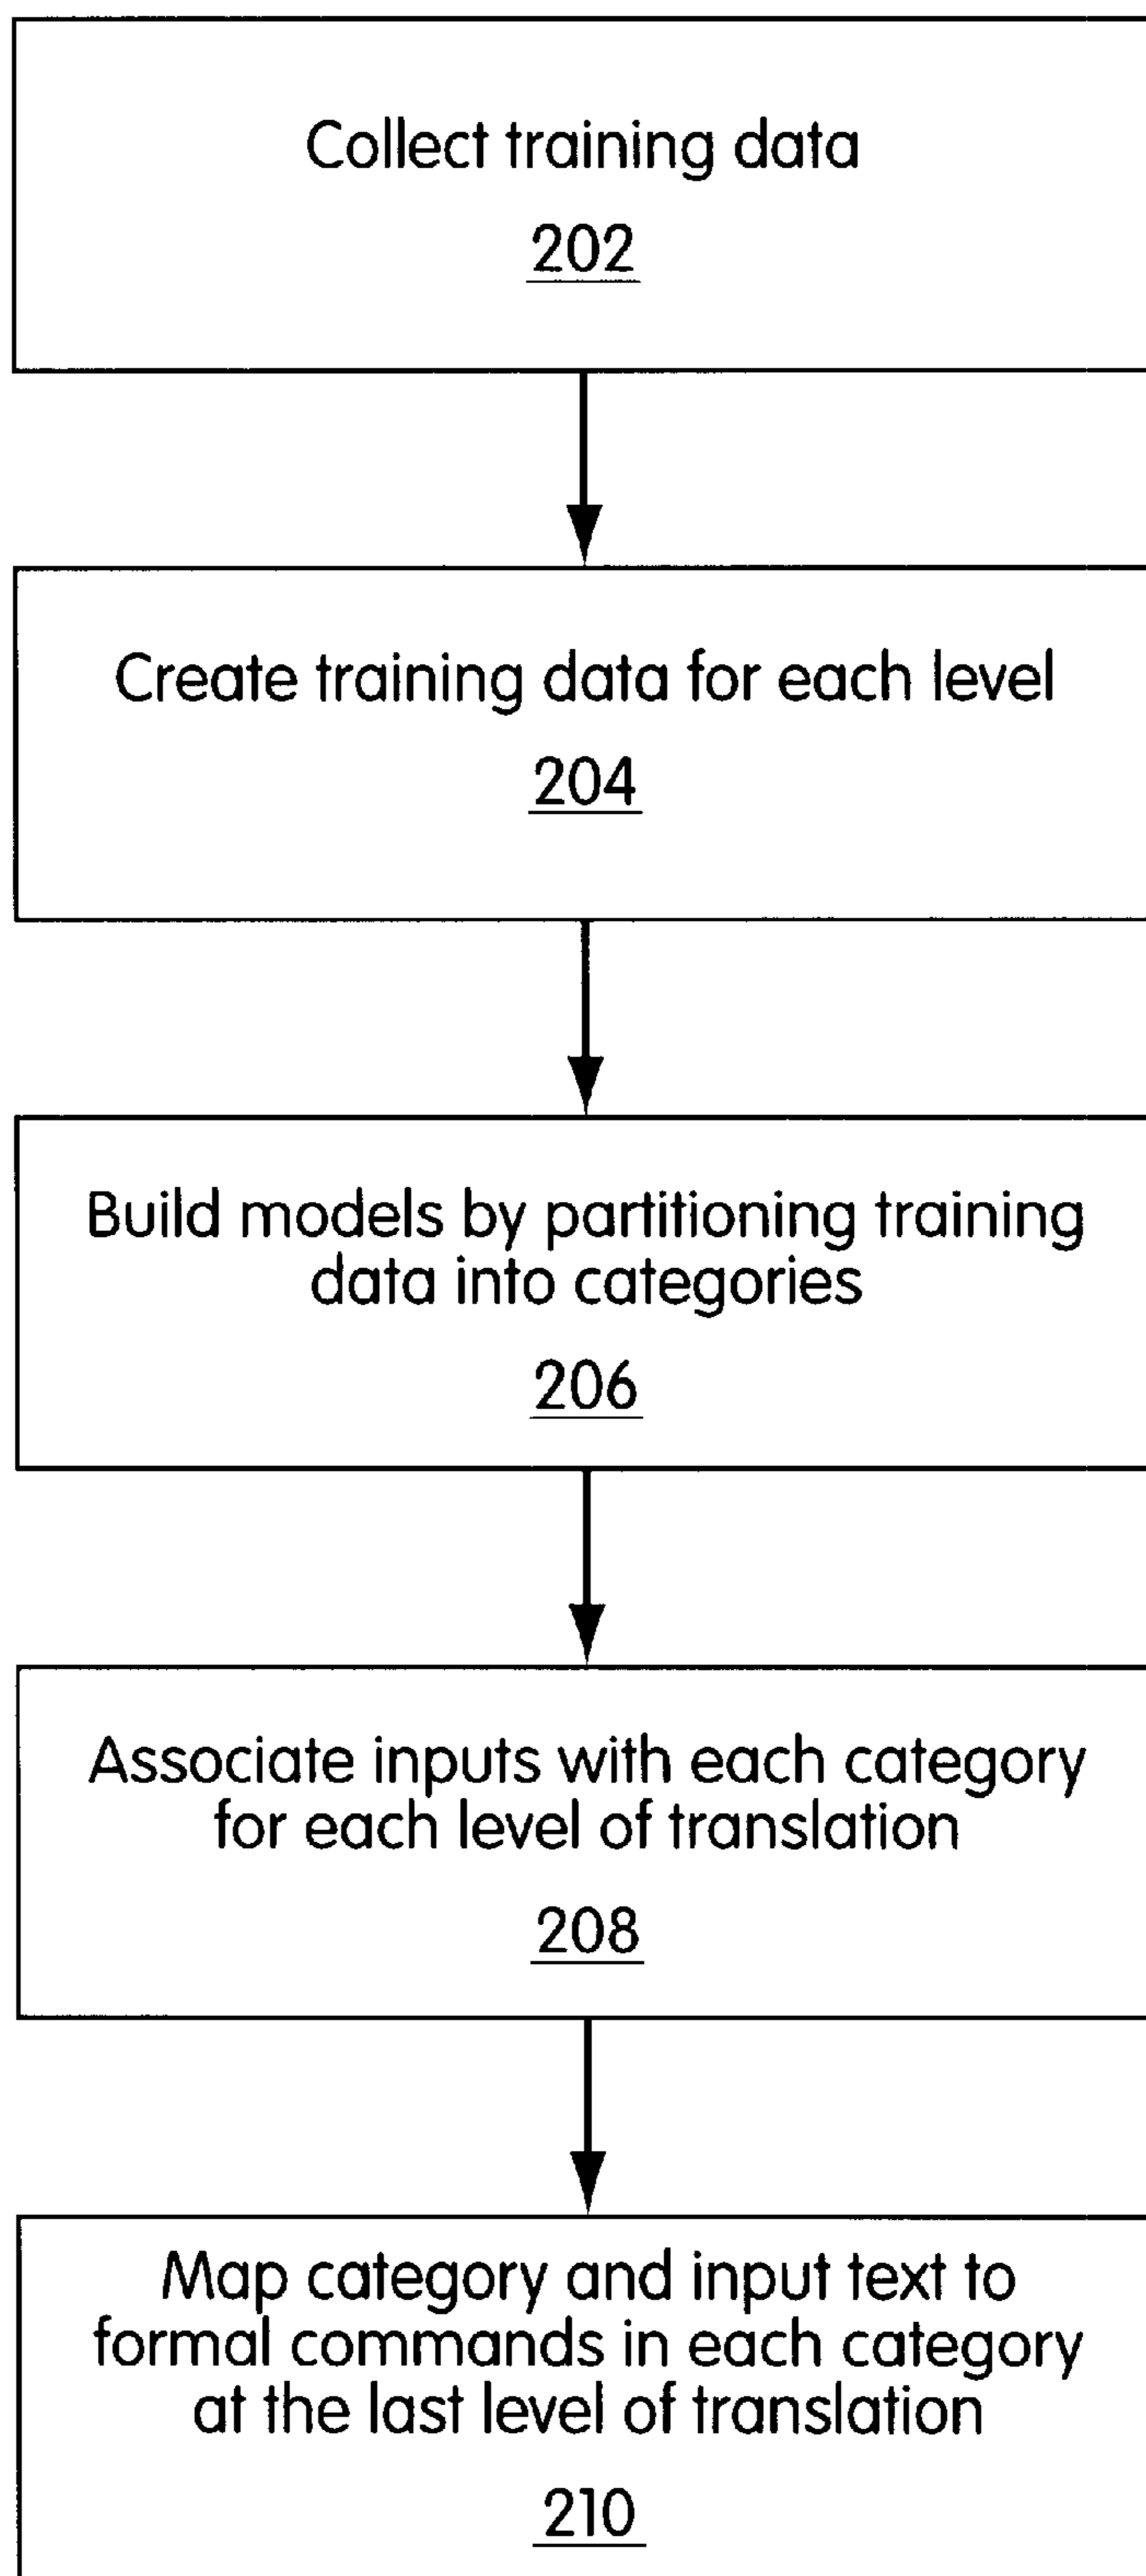 Collect training data
202
Create training data for each level
204
Build models by partitioning training
data into categories
206
Associate inputs with each category
for each level of translation
208
Map category and input text to
formal commands in each category
at the last level of translation
210